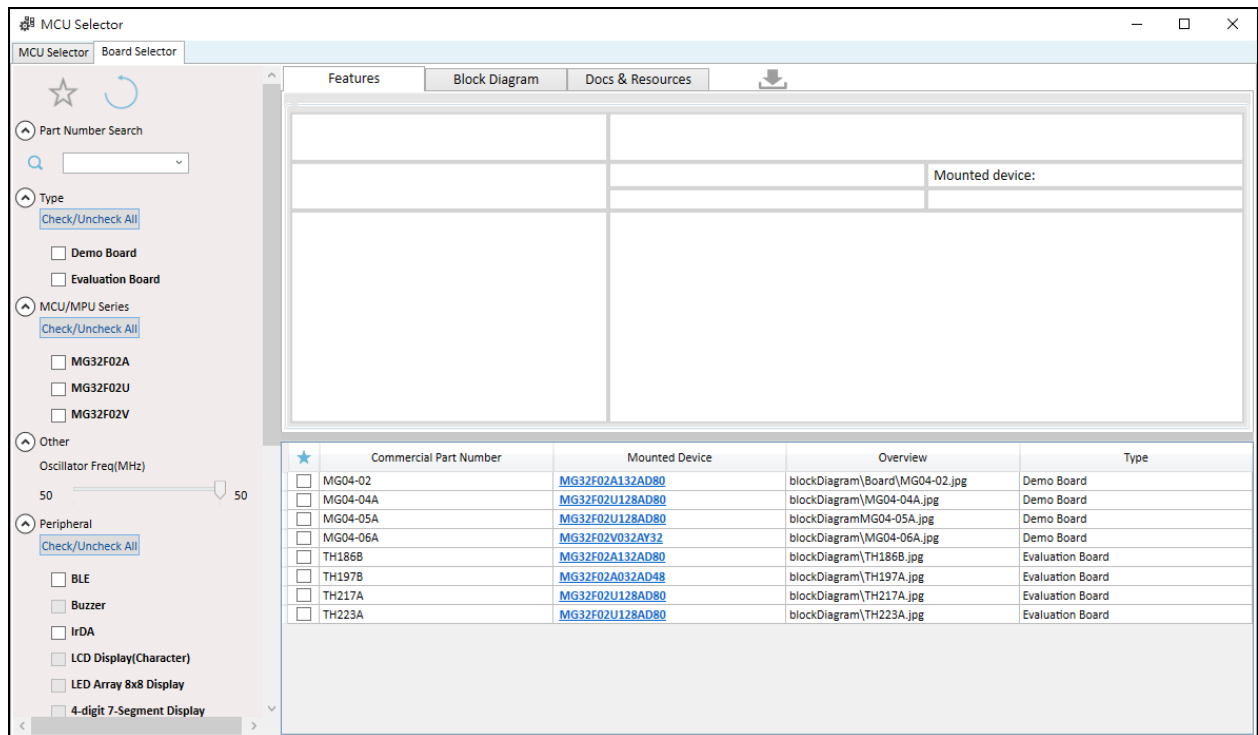 MCU Selector
MCU Selector Board Selector
Part Number Search
Type
Check/Uncheck All
Demo Board
Evaluation Board
MCU/MPU Series
Check/Uncheck All
MG32F02A
MG32F02U
MG32F02V
Other
Oscillator Freq(MHz)
50 50
Peripheral
Check/Uncheck All
BLE
Buzzer
IrDA
LCD Display(Character)
LED Array 8x8 Display
4-digit 7-Segment Display
Features Block Diagram Docs & Resources
Mounted device:
Commercial Part Number Mounted Device Overview Type
MG04-02 MG32F02A132AD80 blockDiagram\Board\MG04-02.jpg Demo Board
MG04-04A MG32F02U128AD80 blockDiagram\MG04-04A.jpg Demo Board
MG04-05A MG32F02U128AD80 blockDiagramMG04-05A.jpg Demo Board
MG04-06A MG32F02V032AY32 blockDiagram\MG04-06A.jpg Demo Board
TH186B MG32F02A132AD80 blockDiagram\TH186B.jpg Evaluation Board
TH197B MG32F02A032AD48 blockDiagram\TH197A.jpg Evaluation Board
TH217A MG32F02U128AD80 blockDiagram\TH217A.jpg Evaluation Board
TH223A MG32F02U128AD80 blockDiagram\TH223A.jpg Evaluation Board